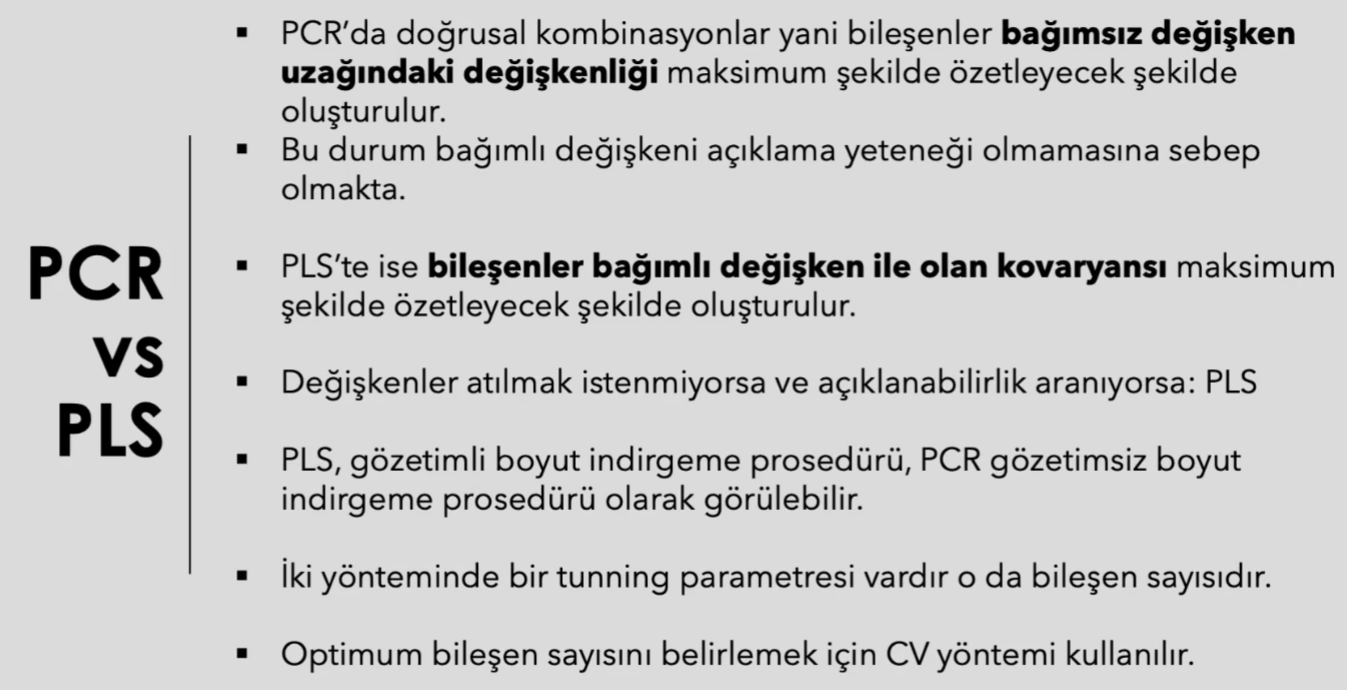 PCR
vs
PLS
▪ PCR'da doğrusal kombinasyonlar yani bileşenler bağımsız değişken
uzağındaki değişkenliği maksimum şekilde özetleyecek şekilde
oluşturulur.
▪ Bu durum bağımlı değişkeni açıklama yeteneği olmamasına sebep
olmakta.
▪ PLS'te ise bileşenler bağımlı değişken ile olan kovaryansı maksimum
şekilde özetleyecek şekilde oluşturulur.
▪ Değişkenler atılmak istenmiyorsa ve açıklanabilirlik aranıyorsa: PLS
▪ PLS, gözetimli boyut indirgeme prosedürü, PCR gözetimsiz boyut
indirgeme prosedürü olarak görülebilir.
▪ İki yönteminde bir tunning parametresi vardır o da bileşen sayısıdır.
▪ Optimum bileşen sayısını belirlemek için CV yöntemi kullanılır.